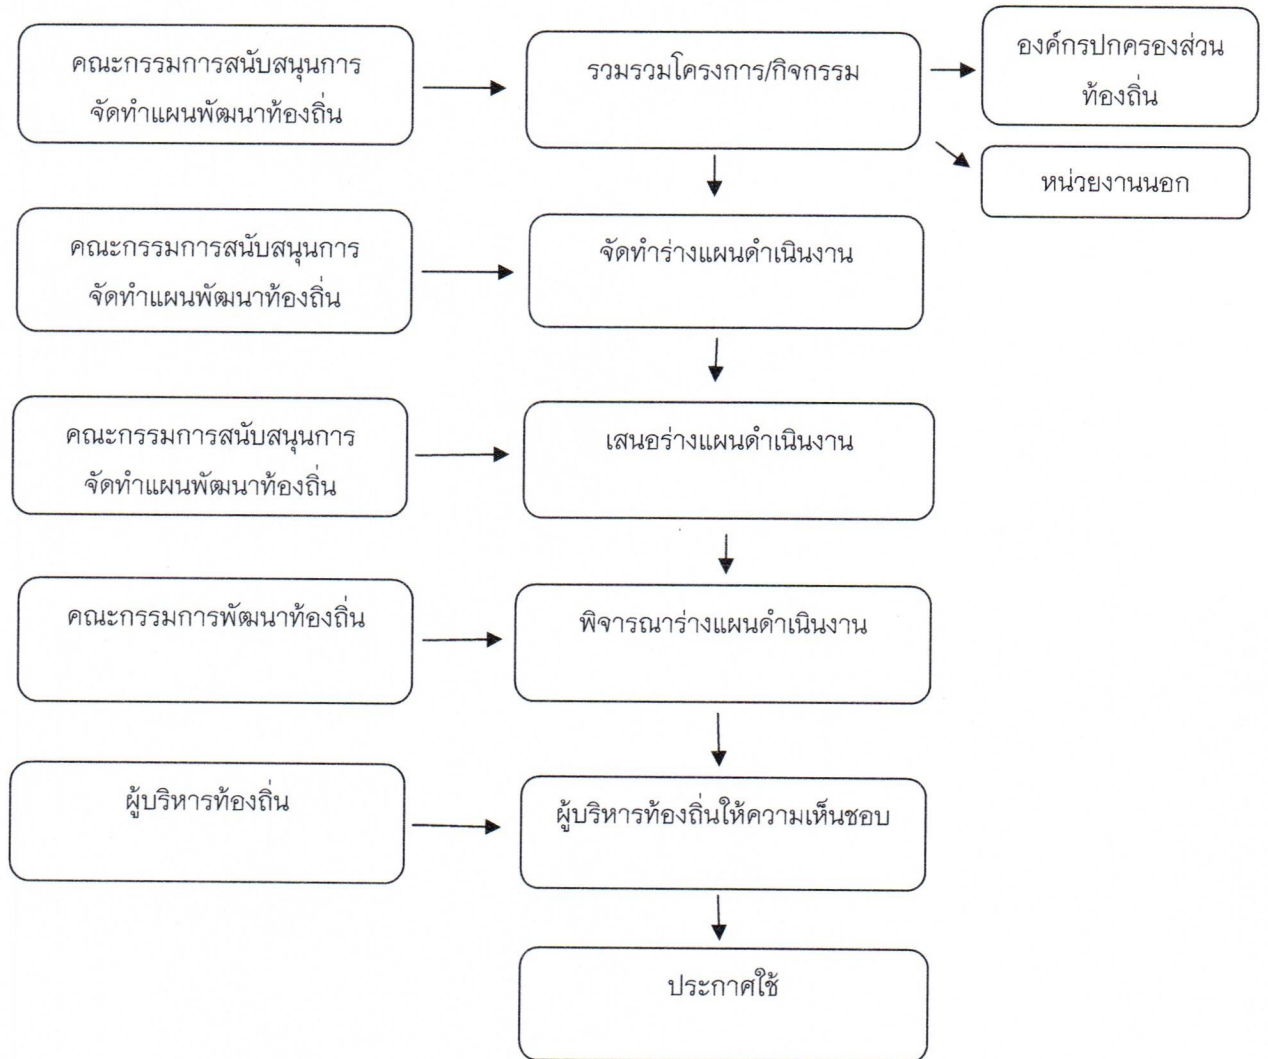 คณะกรรมการสนับสนุนการ
จัดทำแผนพัฒนาท้องถิ่น
รวมรวมโครงการ/กิจกรรม
องค์กรปกครองส่วน
ท้องถิ่น
หน่วยงานนอก
คณะกรรมการสนับสนุนการ
จัดทำแผนพัฒนาท้องถิ่น
จัดทำร่างแผนดำเนินงาน
คณะกรรมการสนับสนุนการ
จัดทำแผนพัฒนาท้องถิ่น
เสนอร่างแผนดำเนินงาน
คณะกรรมการพัฒนาท้องถิ่น
พิจารณาร่างแผนดำเนินงาน
ผู้บริหารท้องถิ่น
ผู้บริหารท้องถิ่นให้ความเห็นชอบ
ประกาศใช้